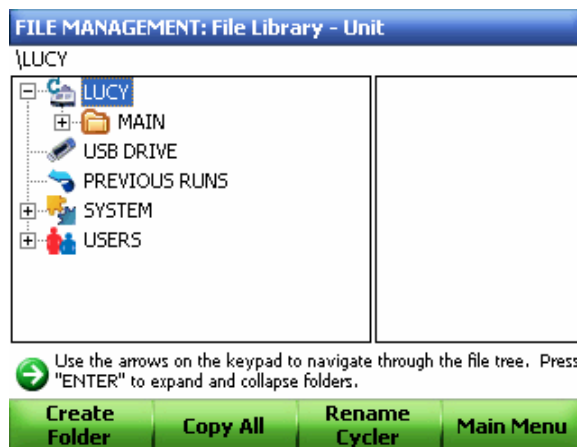 FILE MANAGEMENT: File Library - Unit
\LUCY
LUCY
MAIN
USB DRIVE
PREVIOUS RUNS
SYSTEM
USERS
Use the arrows on the keypad to navigate through the file tree. Press
"ENTER" to expand and collapse folders.
Create
Folder
Copy All
Rename
Cycler
Main Menu